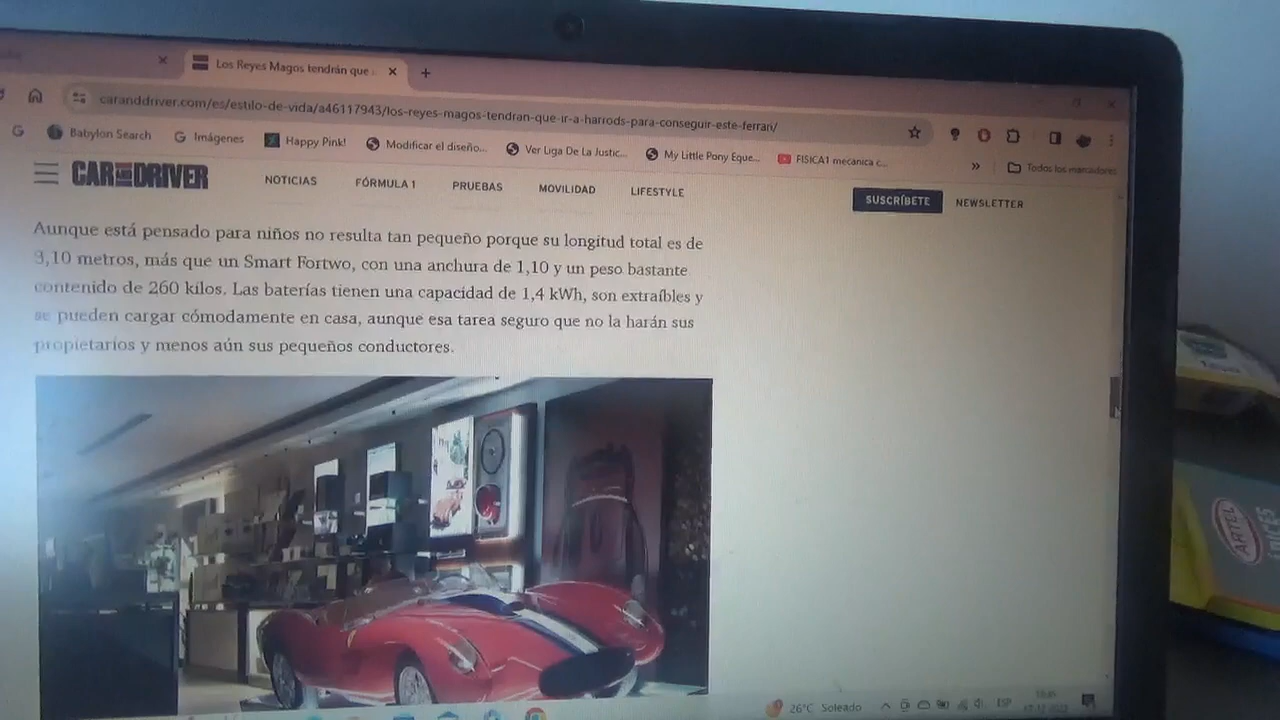 Los Reyes Magos tendrán que
caranddriver.com/es/estilo-de-vida/a46117943/los-reyes-magos-tendran-que-ir-a-harrods-para-conseguir-este-ferrari/
G Babylon Search G Imágenes Happy Pink! Modificar el diseño... Ver Liga De La Justic... My Little Pony Eque... FISICA1 mecanica c... » Todos los marcadores
CAR AND DRIVER NOTICIAS FÓRMULA 1 PRUEBAS MOVILIDAD LIFESTYLE SUSCRÍBETE NEWSLETTER
Aunque está pensado para niños no resulta tan pequeño porque su longitud total es de
3,10 metros, más que un Smart Fortwo, con una anchura de 1,10 y un peso bastante
contenido de 260 kilos. Las baterías tienen una capacidad de 1,4 kWh, son extraíbles y
se pueden cargar cómodamente en casa, aunque esa tarea seguro que no la harán sus
propietarios y menos aún sus pequeños conductores.
ARTEL
26°C Soleado ESP